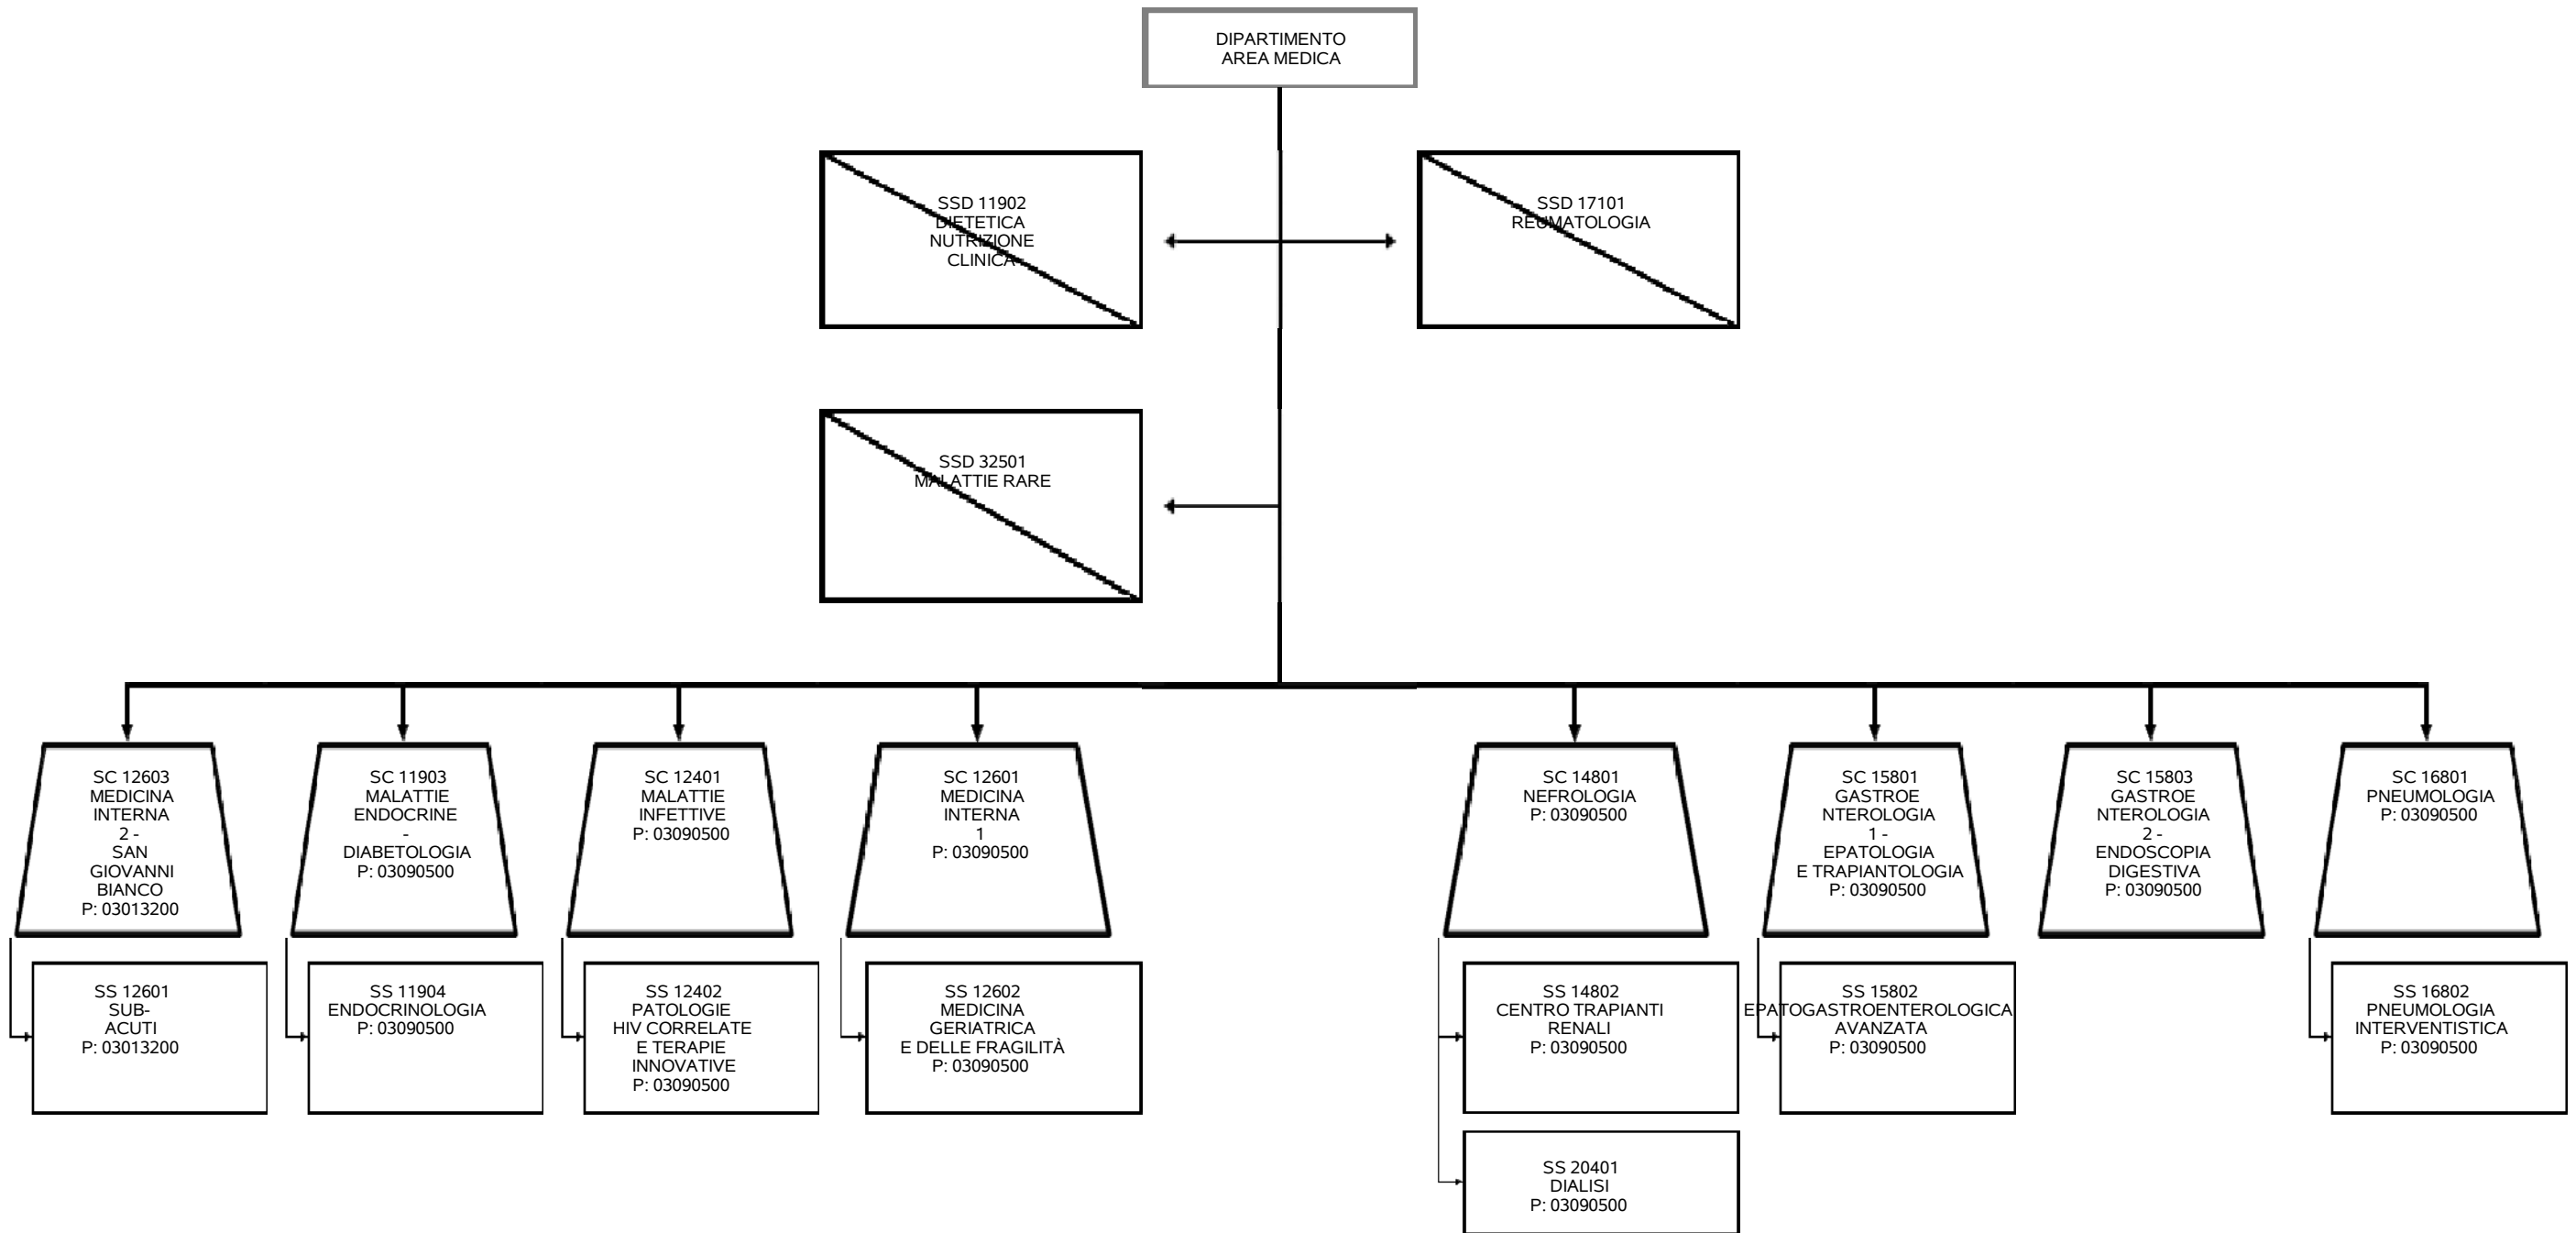 DIPARTIMENTO
AREA MEDICA
SSD 11902
DIETETICA
NUTRIZIONE
CLINICA
SSD 17101
REUMATOLOGIA
SSD 32501
MALATTIE RARE
SC 12603
MEDICINA
INTERNA
2 -
SAN
GIOVANNI
BIANCO
P: 03013200
SC 11903
MALATTIE
ENDOCRINE
-
DIABETOLOGIA
P: 03090500
SC 12401
MALATTIE
INFETTIVE
P: 03090500
SC 12601
MEDICINA
INTERNA
1
P: 03090500
SC 14801
NEFROLOGIA
P: 03090500
SC 15801
GASTROE
NTEROLOGIA
1 -
EPATOLOGIA
E TRAPIANTOLOGIA
P: 03090500
SC 15803
GASTROE
NTEROLOGIA
2 -
ENDOSCOPIA
DIGESTIVA
P: 03090500
SC 16801
PNEUMOLOGIA
P: 03090500
SS 12601
SUB-
ACUTI
P: 03013200
SS 11904
ENDOCRINOLOGIA
P: 03090500
SS 12402
PATOLOGIE
HIV CORRELATE
E TERAPIE
INNOVATIVE
P: 03090500
SS 12602
MEDICINA
GERIATRICA
E DELLE FRAGILITÀ
P: 03090500
SS 14802
CENTRO TRAPIANTI
RENALI
P: 03090500
SS 15802
EPATOGASTROENTEROLOGICA
AVANZATA
P: 03090500
SS 16802
PNEUMOLOGIA
INTERVENTISTICA
P: 03090500
SS 20401
DIALISI
P: 03090500